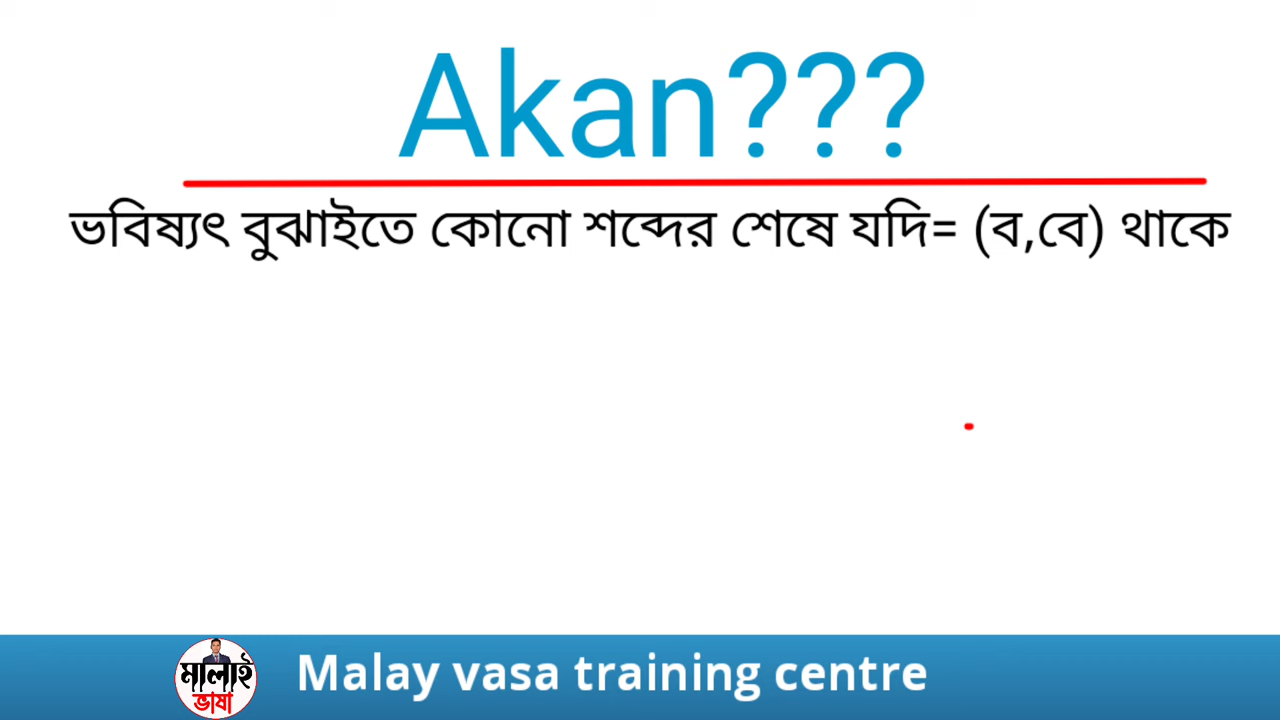 Akan???
ভবিষ্যৎ বুঝাইতে কোনো শব্দের শেষে যদি= (ব,বে) থাকে
মালাই
ভাষা
Malay vasa training centre